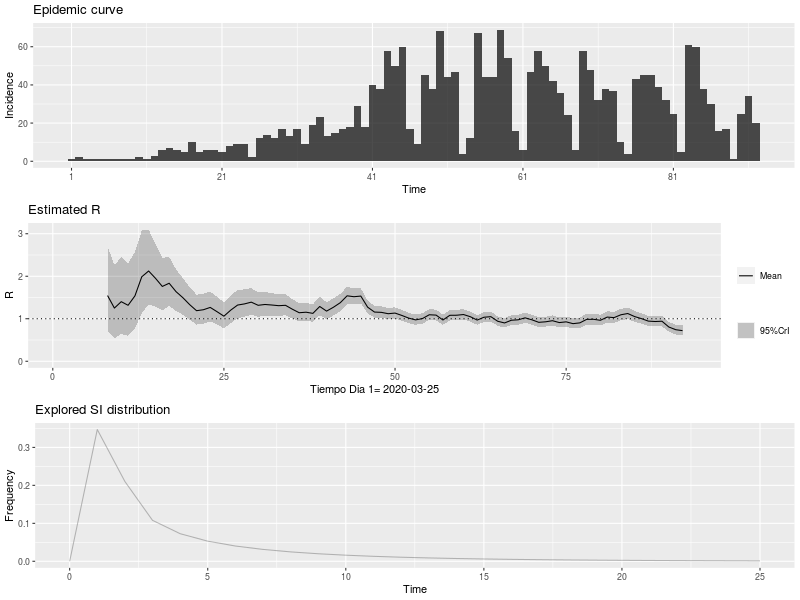 Epidemic curve
Incidence
60
40
20
0
1 21 41 61 81
Time
Estimated R
R
3
2
1
0
0 25 50 75
Tiempo Dia 1= 2020-03-25
Mean
95%CrI
Explored SI distribution
Frequency
0.3
0.2
0.1
0.0
0 5 10 15 20 25
Time